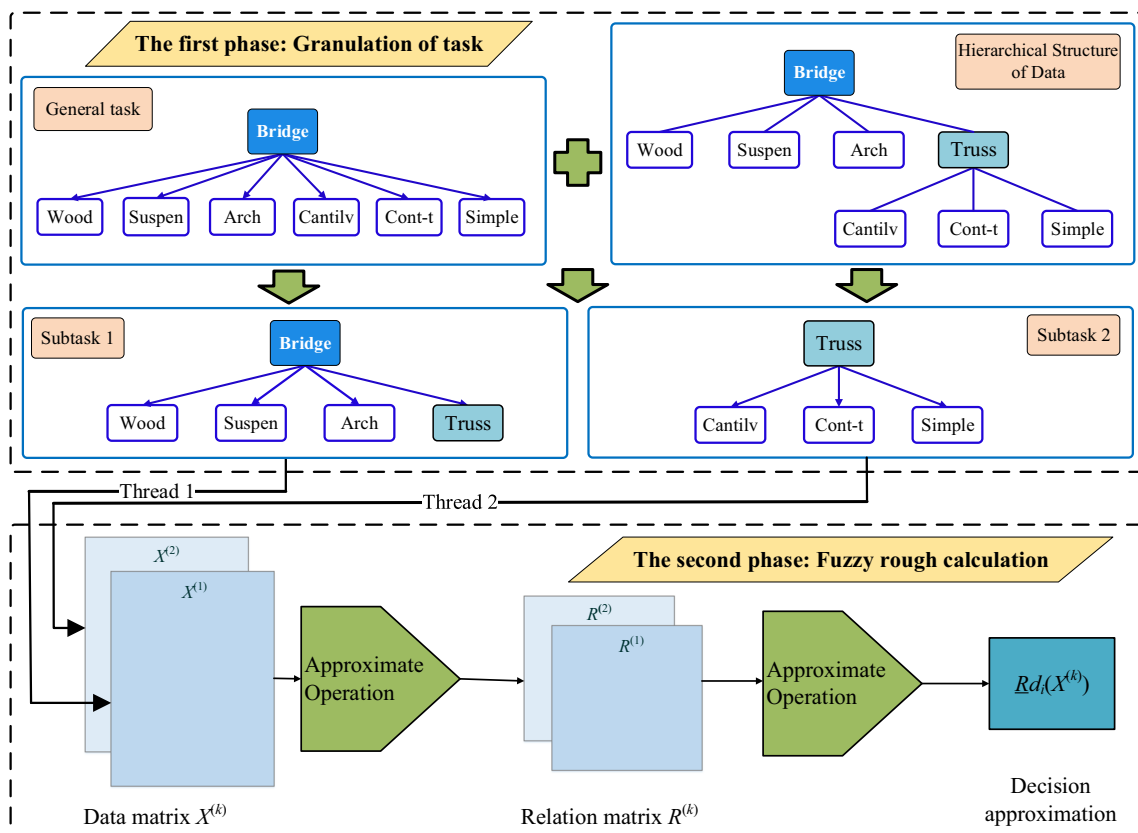 The first phase: Granulation of task
General task
Bridge
Wood
Suspen
Arch
Cantilv
Cont-t
Simple
Hierarchical Structure
of Data
Bridge
Wood
Suspen
Arch
Truss
Cantilv
Cont-t
Simple
Subtask 1
Bridge
Wood
Suspen
Arch
Truss
Subtask 2
Truss
Cantilv
Cont-t
Simple
Thread 1
Thread 2
The second phase: Fuzzy rough calculation
X⁽²⁾
X⁽¹⁾
Approximate
Operation
R⁽²⁾
R⁽¹⁾
Approximate
Operation
R̲dᵢ(X⁽ᵏ⁾)
Data matrix X⁽ᵏ⁾
Relation matrix R⁽ᵏ⁾
Decision
approximation